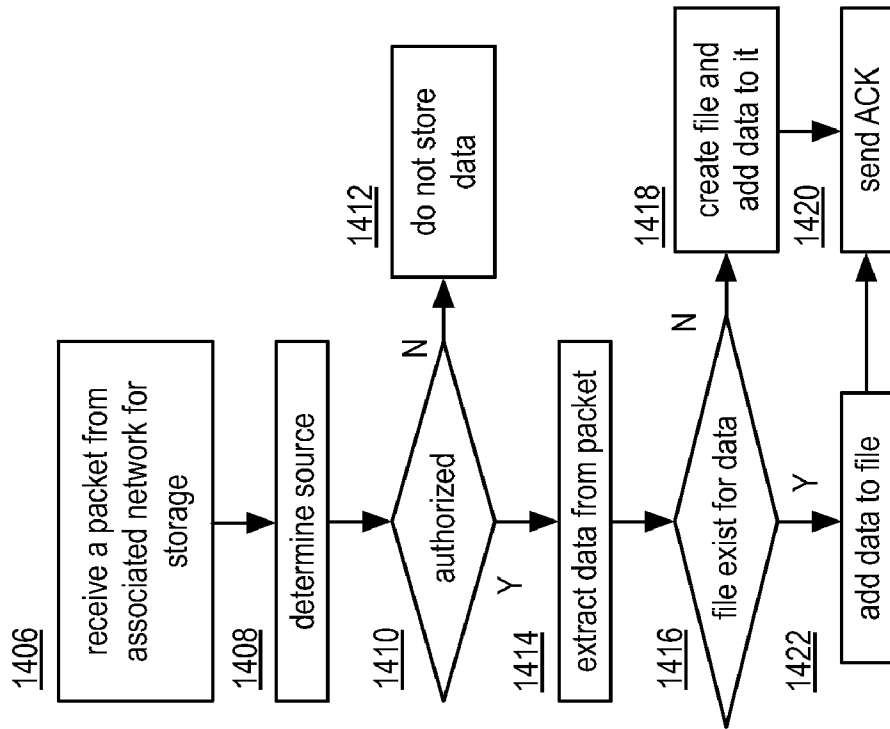 1406
receive a packet from
associated network for
storage
1408
determine source
1410
authorized
N
Y
1412
do not store
data
1414
extract data from packet
1416
file exist for data
N
Y
1418
create file and
add data to it
1422
add data to file
1420
send ACK